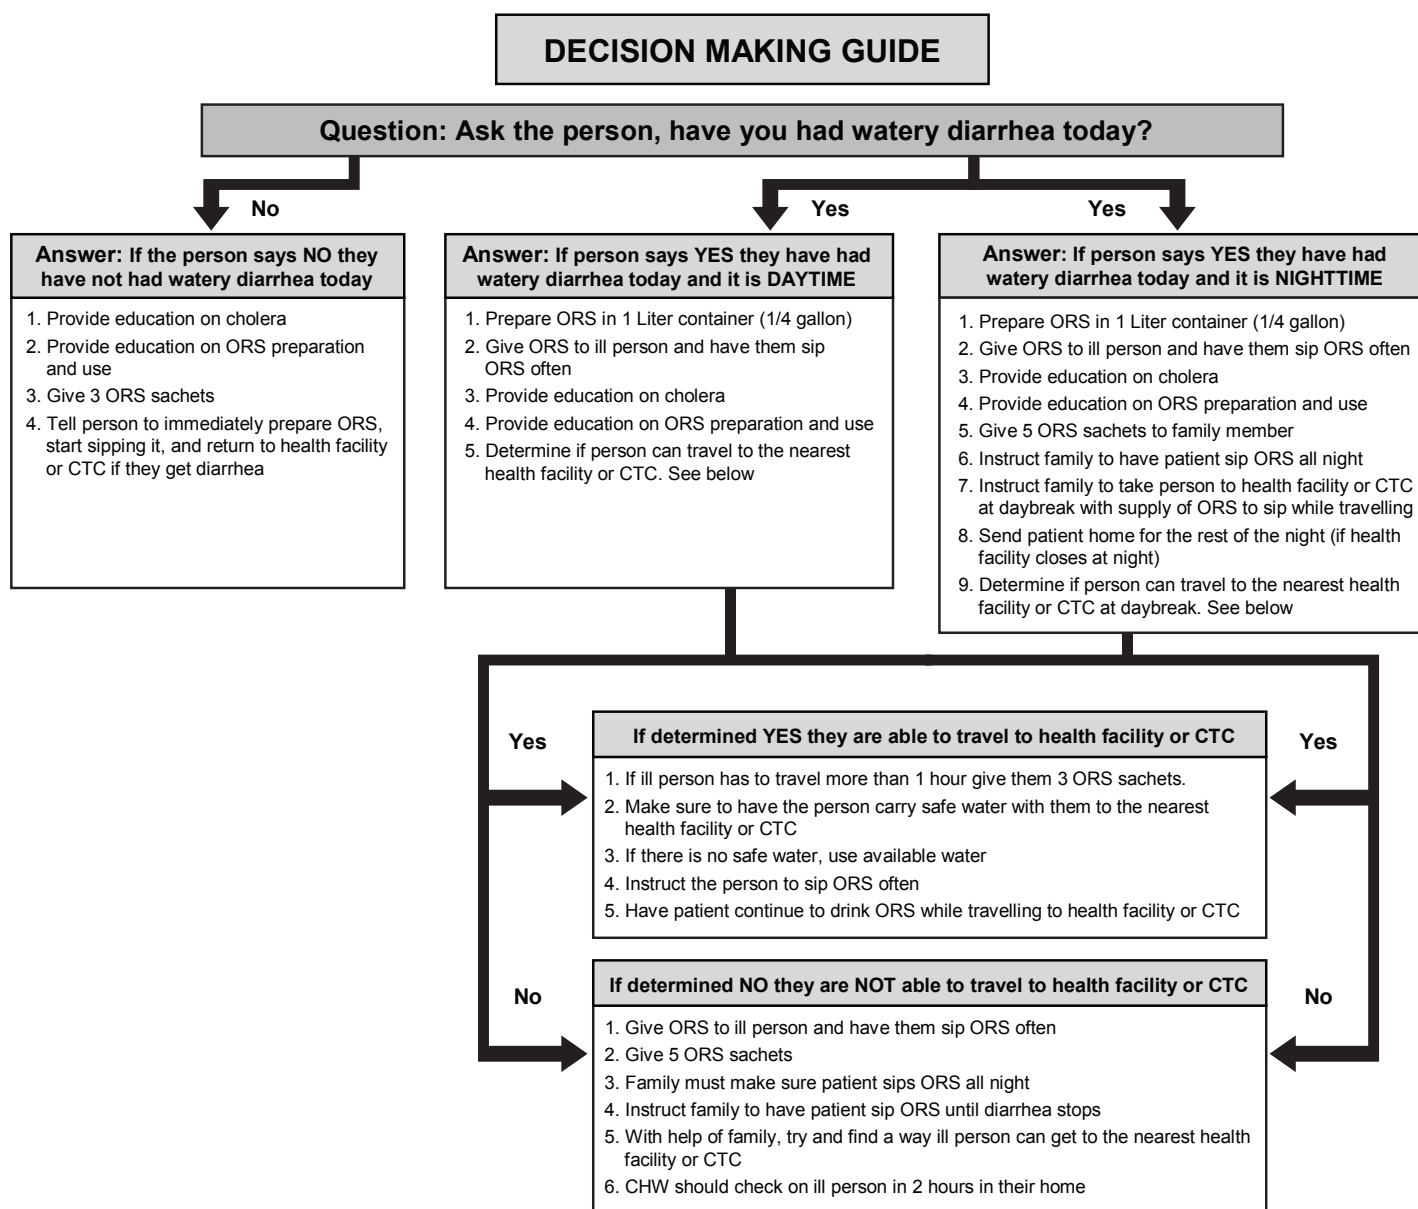 DECISION MAKING GUIDE
Question: Ask the person, have you had watery diarrhea today?
No
Yes
Yes
Answer: If the person says NO they
have not had watery diarrhea today
1. Provide education on cholera
2. Provide education on ORS preparation
and use
3. Give 3 ORS sachets
4. Tell person to immediately prepare ORS,
start sipping it, and return to health facility
or CTC if they get diarrhea
Answer: If person says YES they have had
watery diarrhea today and it is DAYTIME
1. Prepare ORS in 1 Liter container (1/4 gallon)
2. Give ORS to ill person and have them sip
ORS often
3. Provide education on cholera
4. Provide education on ORS preparation and use
5. Determine if person can travel to the nearest
health facility or CTC. See below
Answer: If person says YES they have had
watery diarrhea today and it is NIGHTTIME
1. Prepare ORS in 1 Liter container (1/4 gallon)
2. Give ORS to ill person and have them sip ORS often
3. Provide education on cholera
4. Provide education on ORS preparation and use
5. Give 5 ORS sachets to family member
6. Instruct family to have patient sip ORS all night
7. Instruct family to take person to health facility or CTC
at daybreak with supply of ORS to sip while travelling
8. Send patient home for the rest of the night (if health
facility closes at night)
9. Determine if person can travel to the nearest health
facility or CTC at daybreak. See below
Yes
If determined YES they are able to travel to health facility or CTC
Yes
1. If ill person has to travel more than 1 hour give them 3 ORS sachets.
2. Make sure to have the person carry safe water with them to the nearest
health facility or CTC
3. If there is no safe water, use available water
4. Instruct the person to sip ORS often
5. Have patient continue to drink ORS while travelling to health facility or CTC
No
If determined NO they are NOT able to travel to health facility or CTC
No
1. Give ORS to ill person and have them sip ORS often
2. Give 5 ORS sachets
3. Family must make sure patient sips ORS all night
4. Instruct family to have patient sip ORS until diarrhea stops
5. With help of family, try and find a way ill person can get to the nearest health
facility or CTC
6. CHW should check on ill person in 2 hours in their home